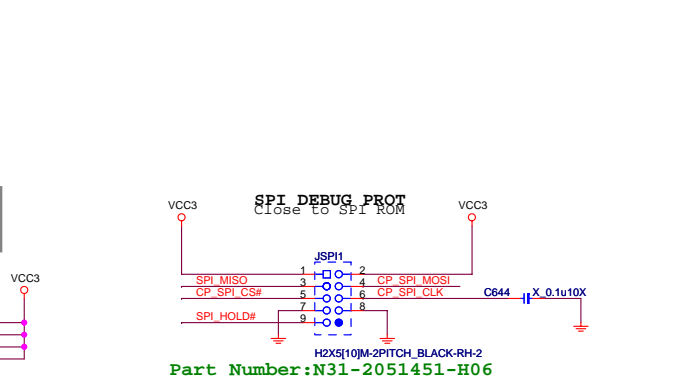 SPI DEBUG PROT
Close to SPI ROM
VCC3
VCC3
VCC3
JSPI1
1 2
SPI_MISO 3 4 CP_SPI_MOSI
CP_SPI_CS# 5 6 CP_SPI_CLK C644 X_0.1u10X
7 8
SPI_HOLD# 9
H2X5[10]M-2PITCH_BLACK-RH-2
Part Number:N31-2051451-H06